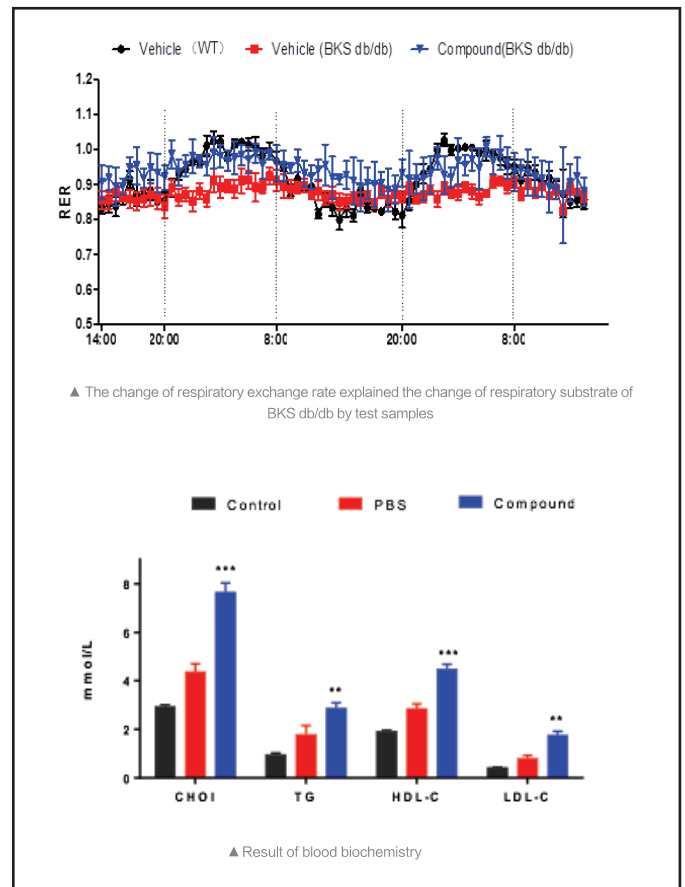 Vehicle （WT） Vehicle (BKS db/db) Compound(BKS db/db)
1.2
1.1
1.0
0.9
0.8
0.7
0.6
0.5
RER
14:00 20:00 8:00 20:00 8:00
▲ The change of respiratory exchange rate explained the change of respiratory substrate of
BKS db/db by test samples
Control PBS Compound
8
6
4
2
0
mmol/L
*** ** *** **
CHOl TG HDL-C LDL-C
▲ Result of blood biochemistry